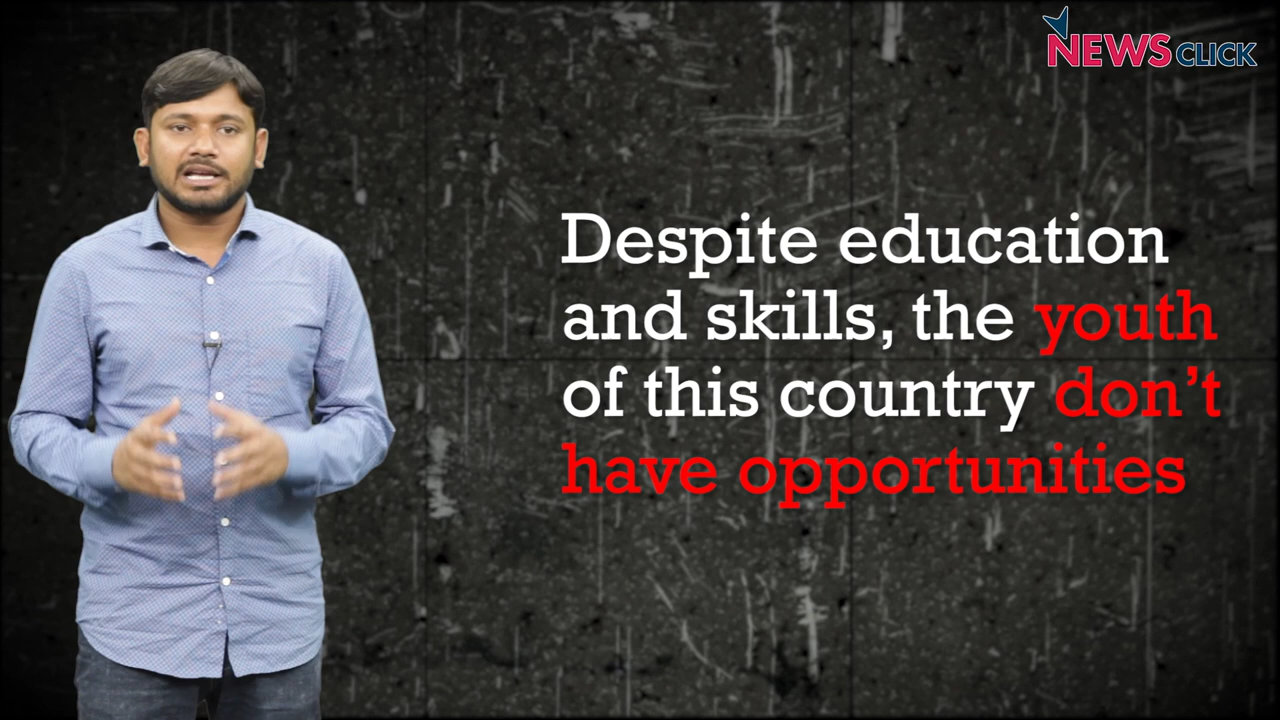 NEWSCLICK
Despite education
and skills, the youth
of this country don't
have opportunities